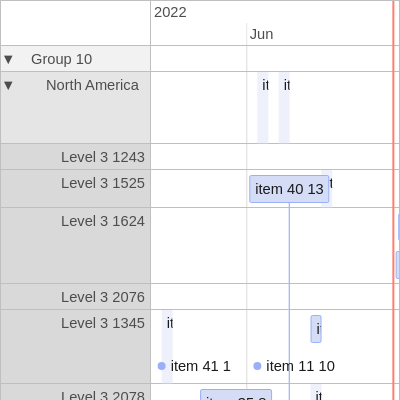 2022
Jun
▼ Group 10
▼ North America
it it
Level 3 1243
Level 3 1525
item 40 13
Level 3 1624
Level 3 2076
Level 3 1345
it
item 41 1
item 11 10
Level 3 2078
it